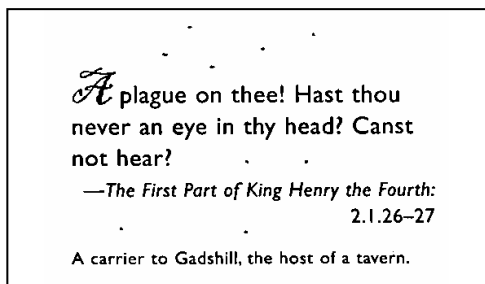 A plague on thee! Hast thou
never an eye in thy head? Canst
not hear?
—The First Part of King Henry the Fourth:
2.1.26–27
A carrier to Gadshill, the host of a tavern.